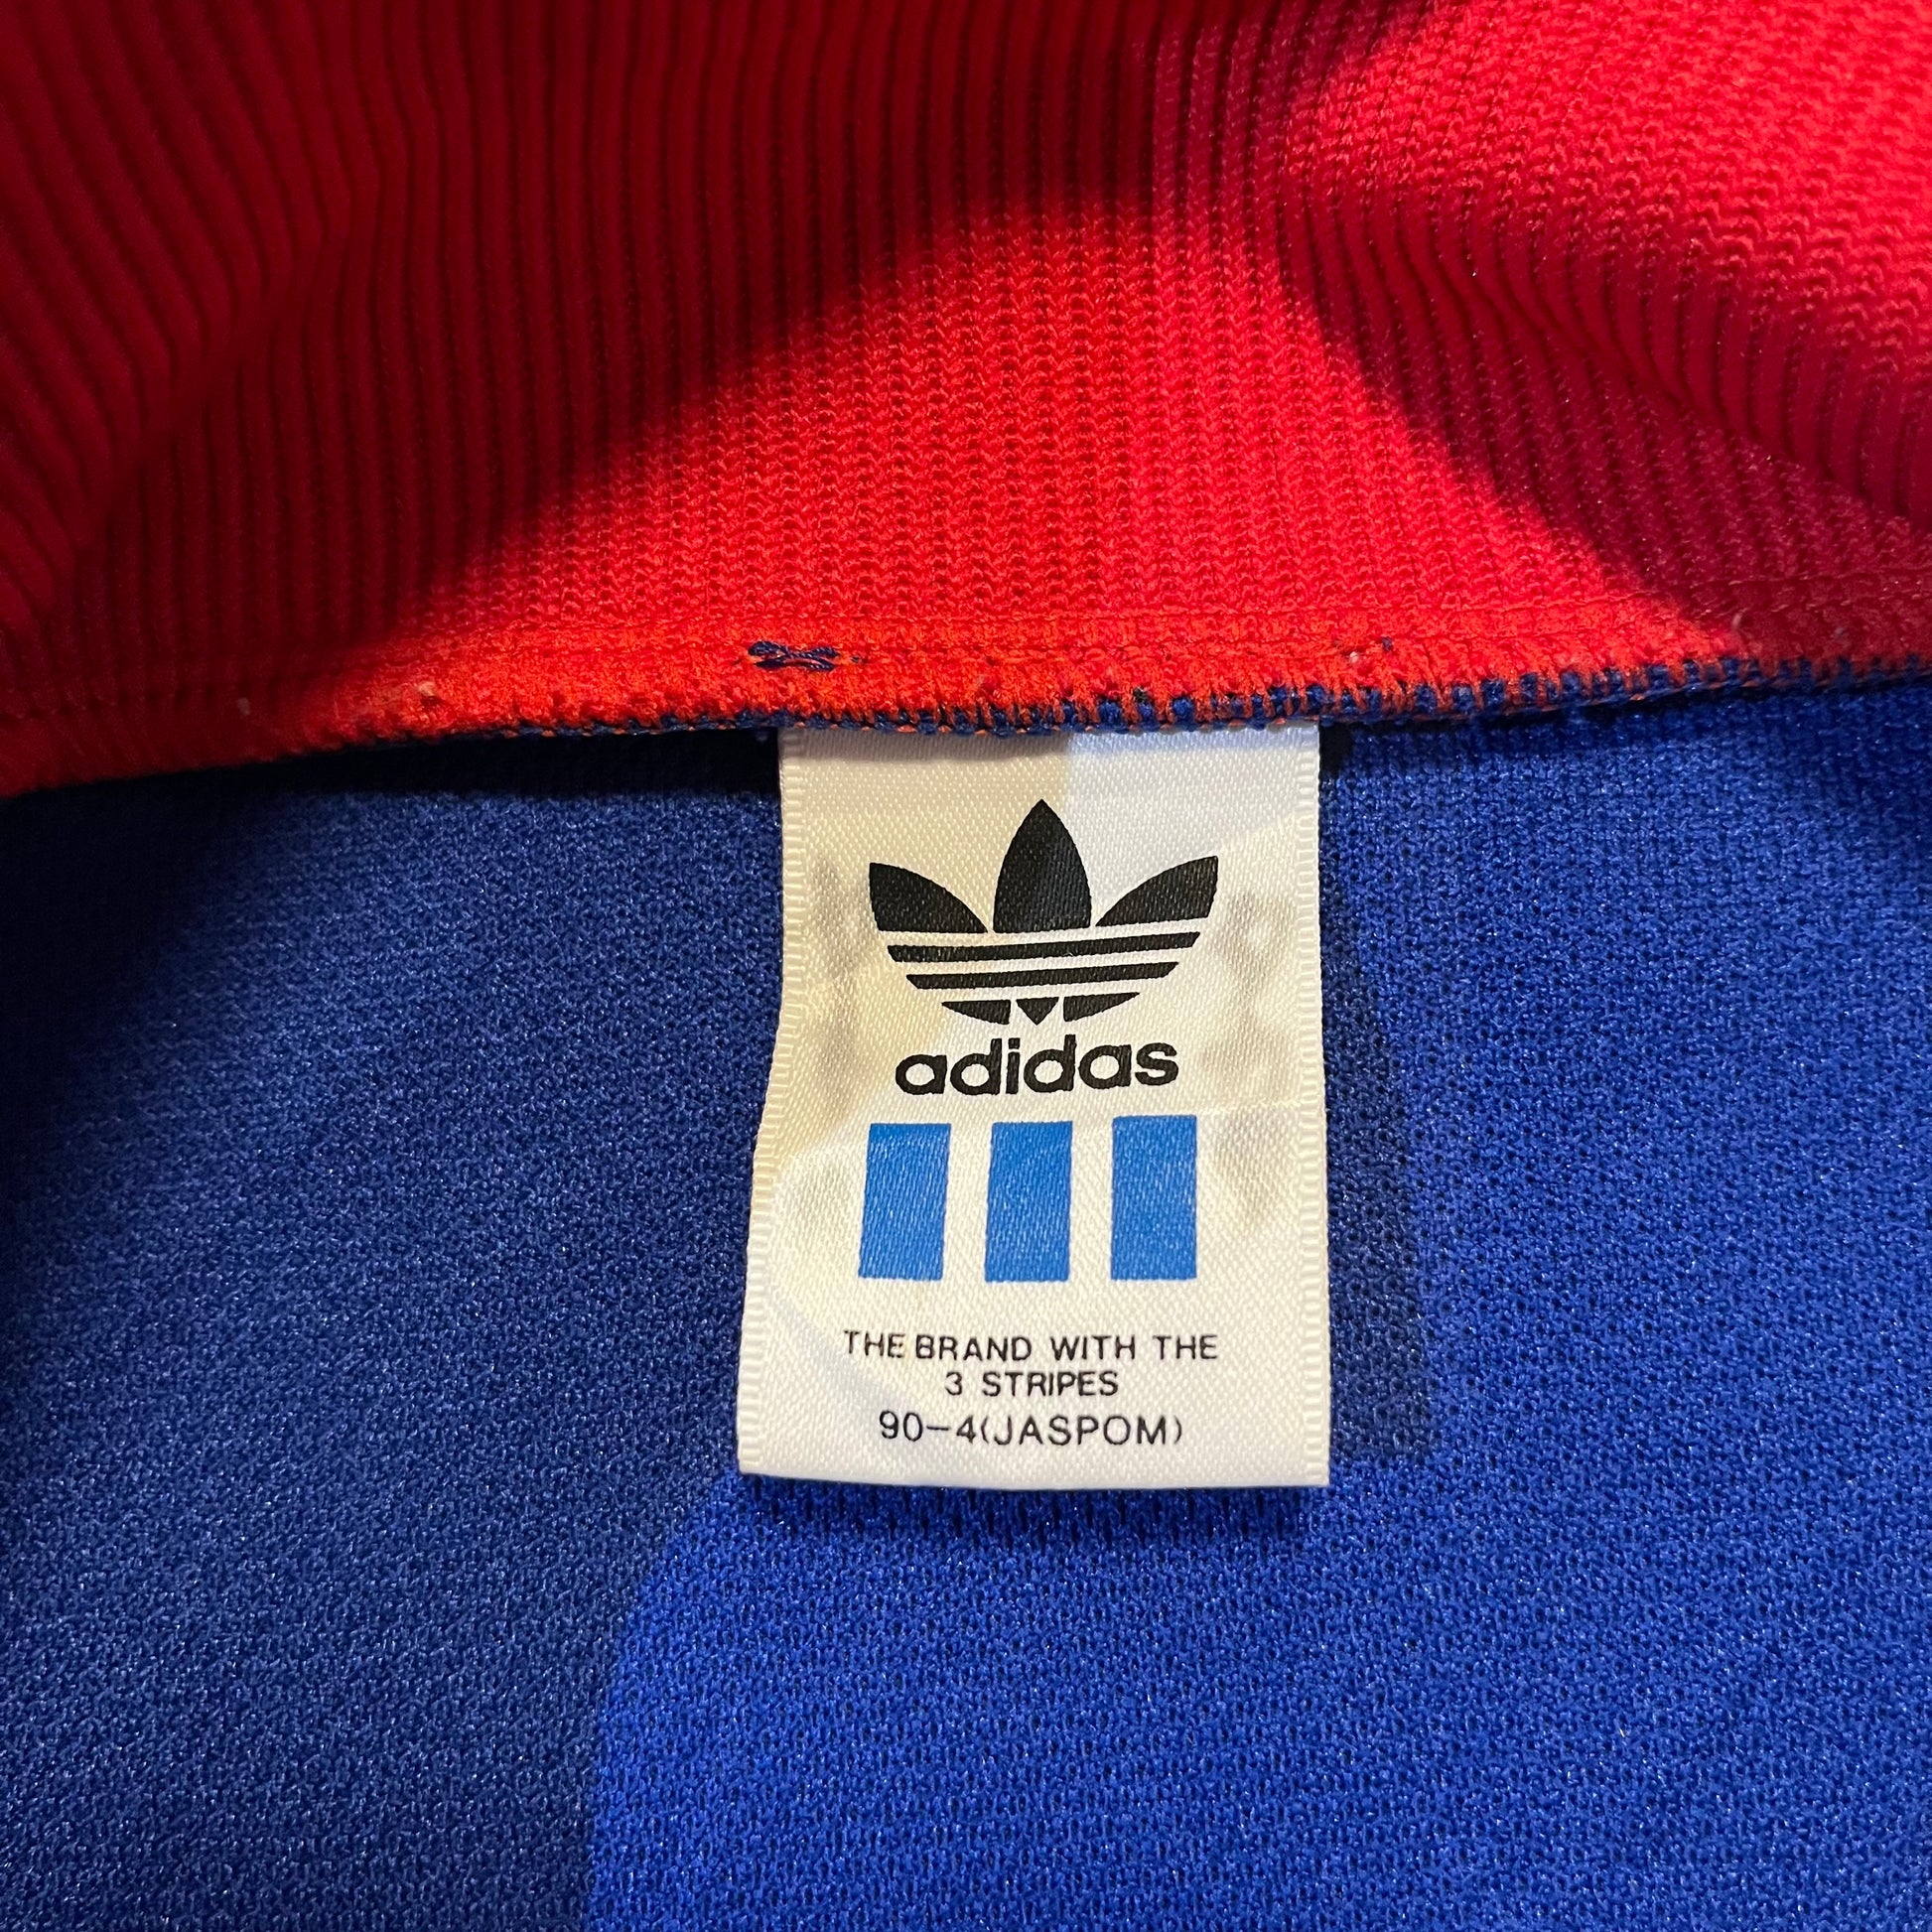 adidas
THE BRAND WITH THE
3 STRIPES
90-4(JASPOM)